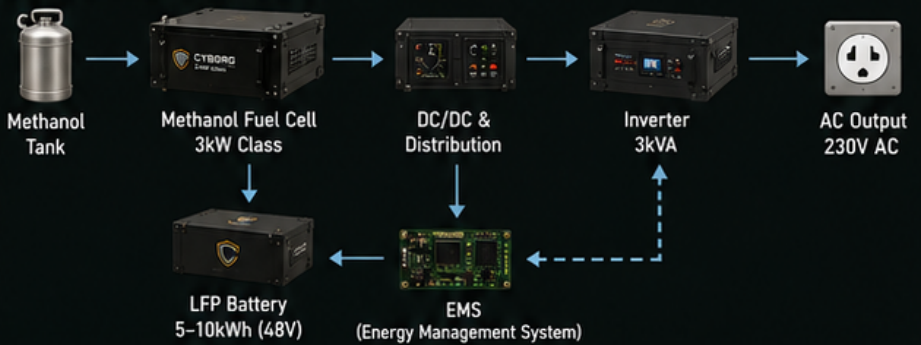 CYBORG
Methanol
Tank
Methanol Fuel Cell
3kW Class
DC/DC &
Distribution
Inverter
3kVA
AC Output
230V AC
LFP Battery
5–10kWh (48V)
EMS
(Energy Management System)